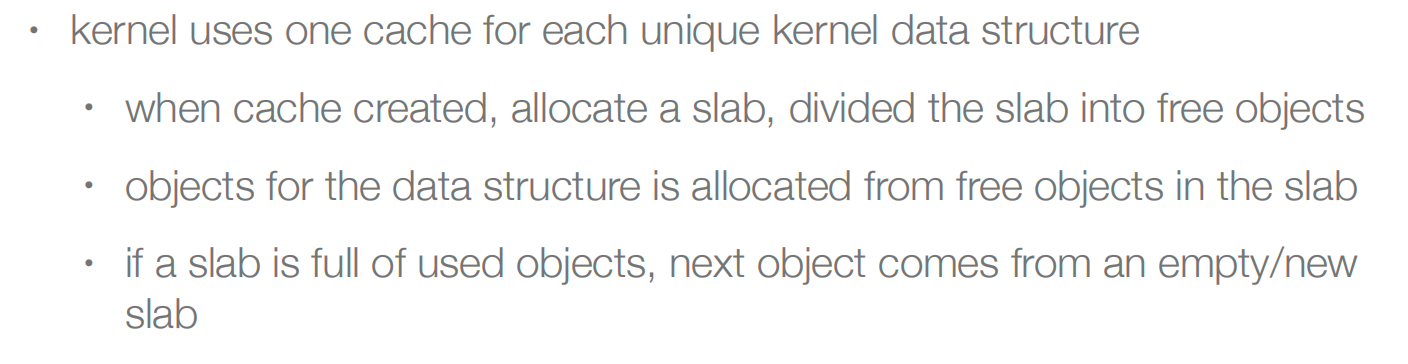 • kernel uses one cache for each unique kernel data structure
• when cache created, allocate a slab, divided the slab into free objects
• objects for the data structure is allocated from free objects in the slab
• if a slab is full of used objects, next object comes from an empty/new
slab